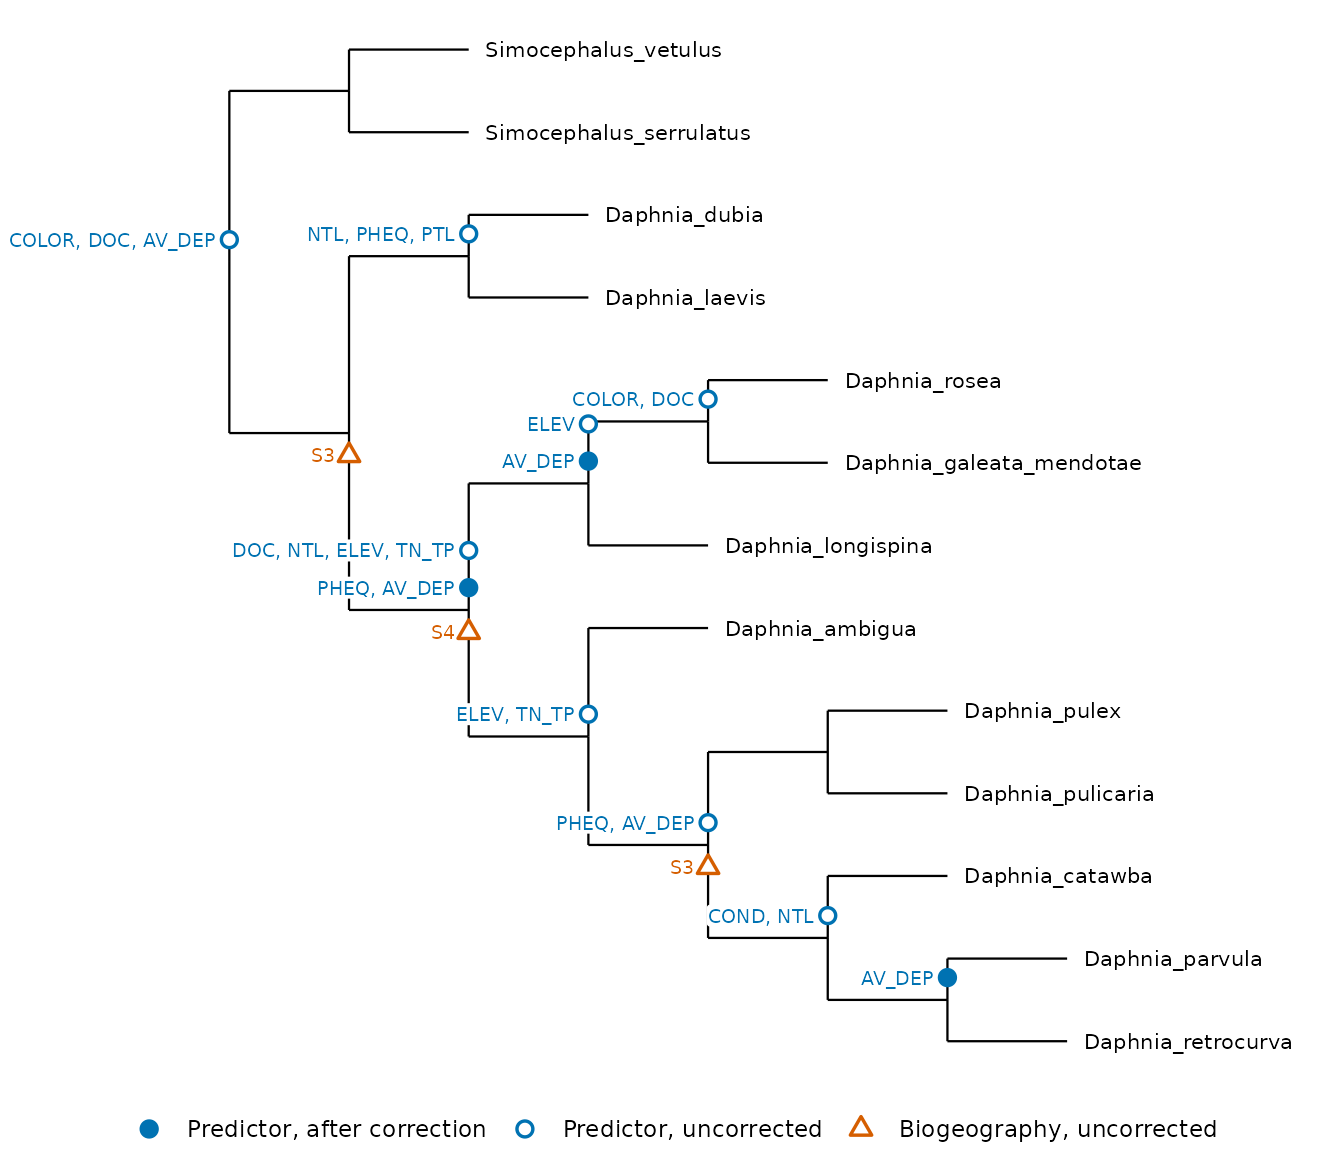 Simocephalus_vetulus
Simocephalus_serrulatus
Daphnia_dubia
NTL, PHEQ, PTL
COLOR, DOC, AV_DEP
Daphnia_laevis
Daphnia_rosea
COLOR, DOC
ELEV
S3
AV_DEP
Daphnia_galeata_mendotae
Daphnia_longispina
DOC, NTL, ELEV, TN_TP
PHEQ, AV_DEP
S4
Daphnia_ambigua
Daphnia_pulex
ELEV, TN_TP
Daphnia_pulicaria
PHEQ, AV_DEP
S3
Daphnia_catawba
COND, NTL
Daphnia_parvula
AV_DEP
Daphnia_retrocurva
Predictor, after correction
Predictor, uncorrected
Biogeography, uncorrected